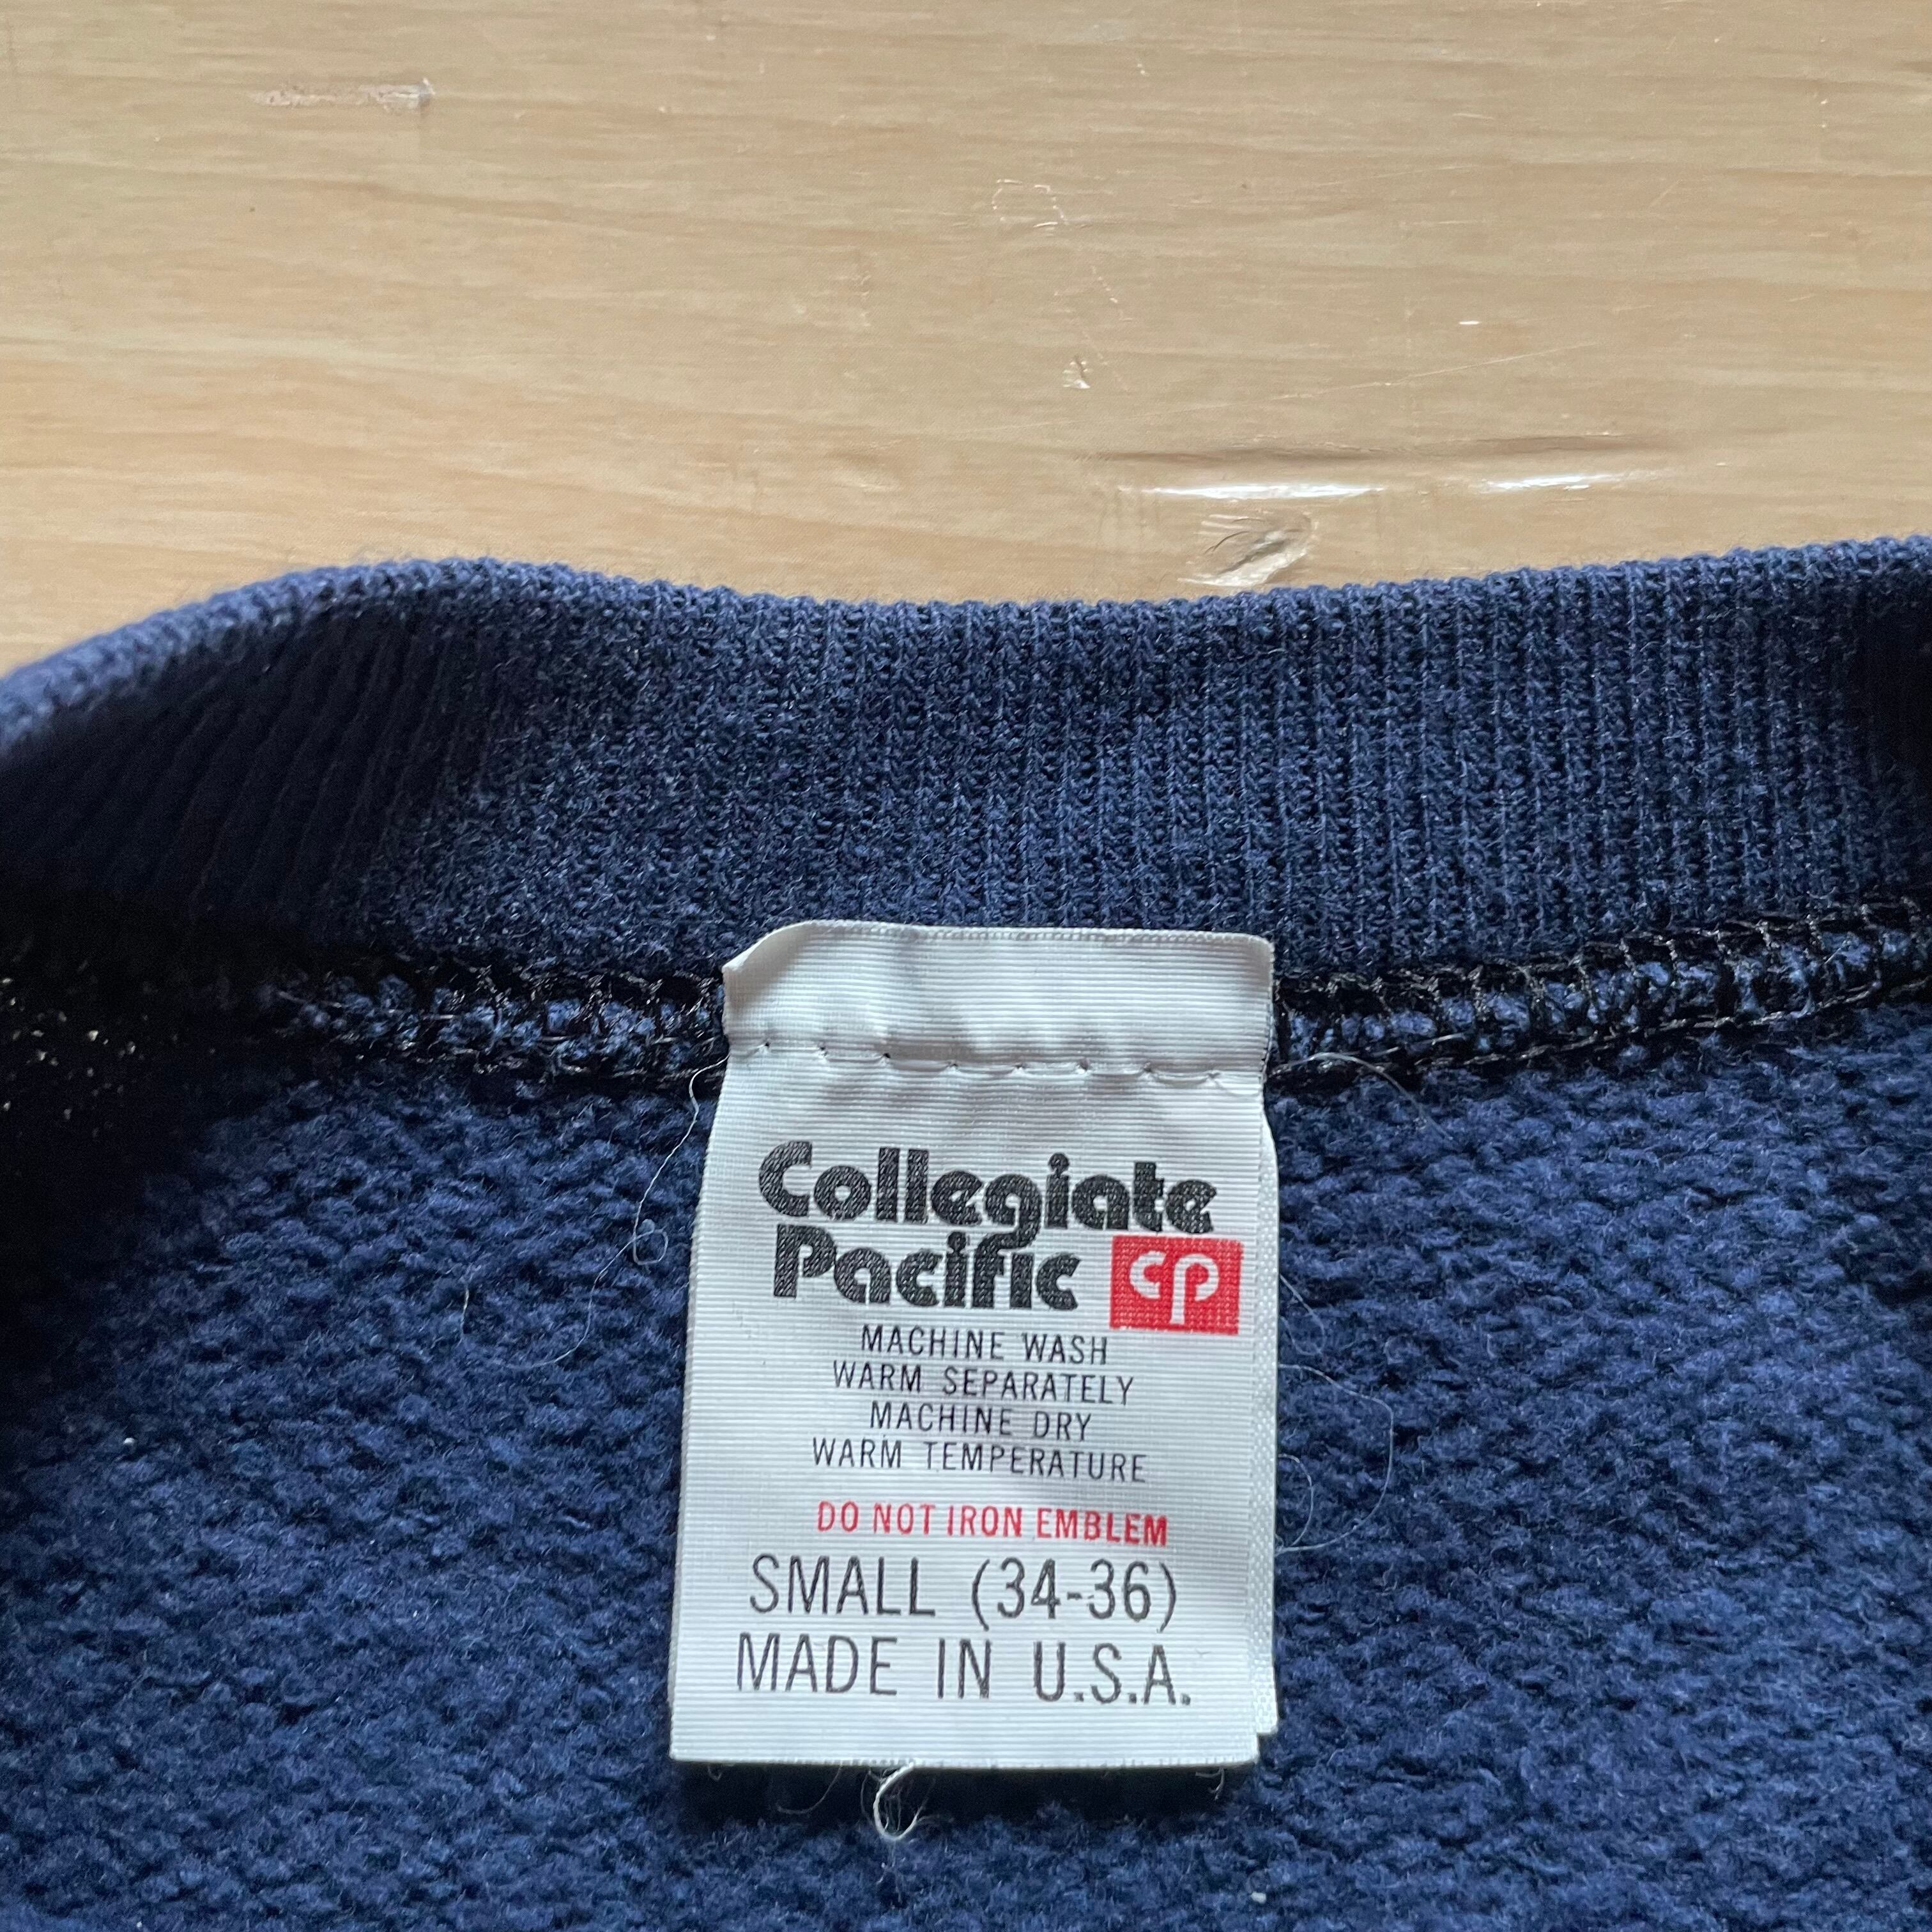 Collegiate
Pacific CP
MACHINE WASH
WARM SEPARATELY
MACHINE DRY
WARM TEMPERATURE
DO NOT IRON EMBLEM
SMALL (34-36)
MADE IN U.S.A.